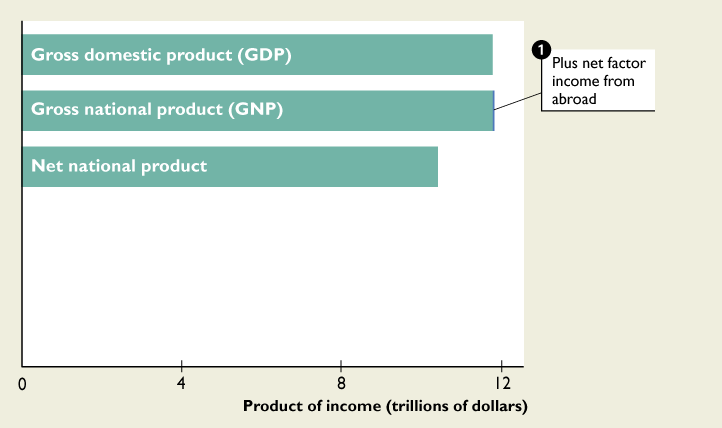 Gross domestic product (GDP)
1
Plus net factor
income from
abroad
Gross national product (GNP)
Net national product
0 4 8 12
Product of income (trillions of dollars)